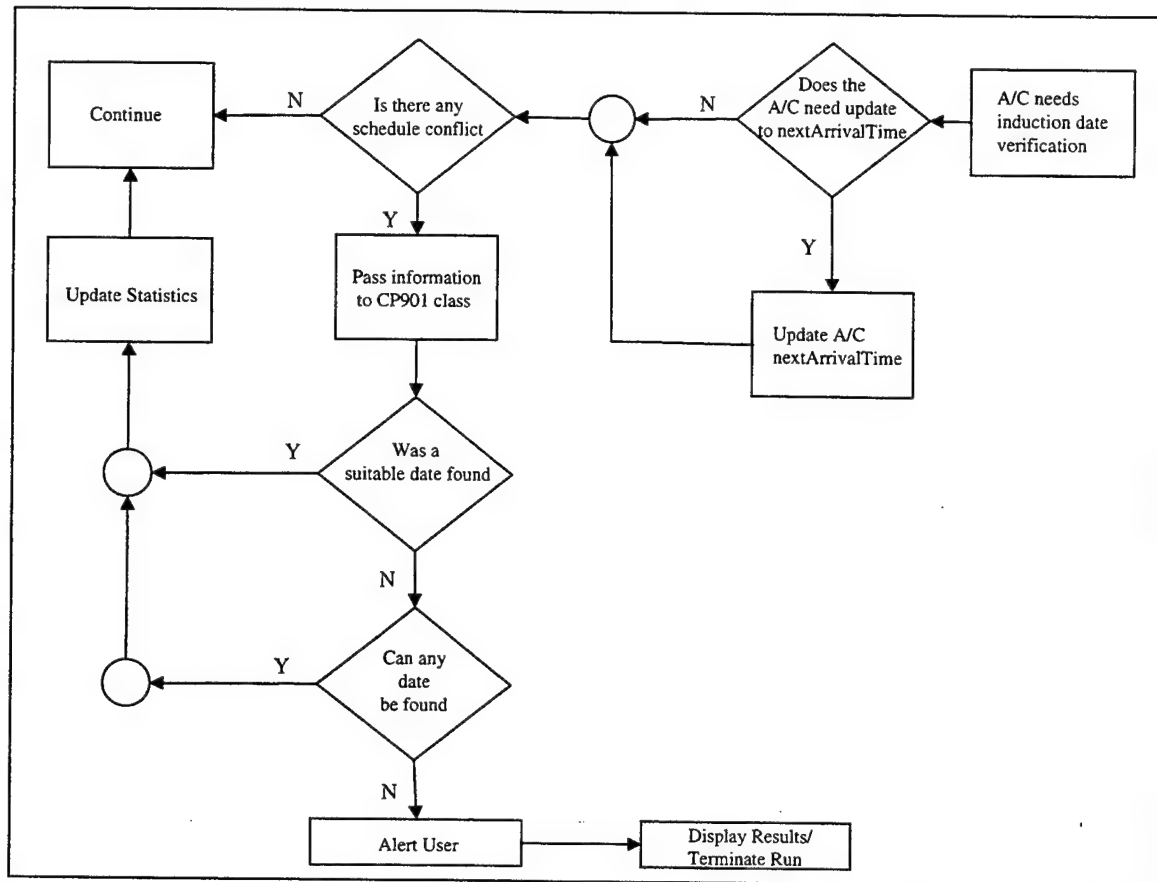 Continue
N
Is there any
schedule conflict
N
Does the
A/C need update
to nextArrivalTime
A/C needs
induction date
verification
Y
Y
Update Statistics
Pass information
to CP901 class
Update A/C
nextArrivalTime
Y
Was a
suitable date found
N
Y
Can any
date
be found
N
Alert User
Display Results/
Terminate Run